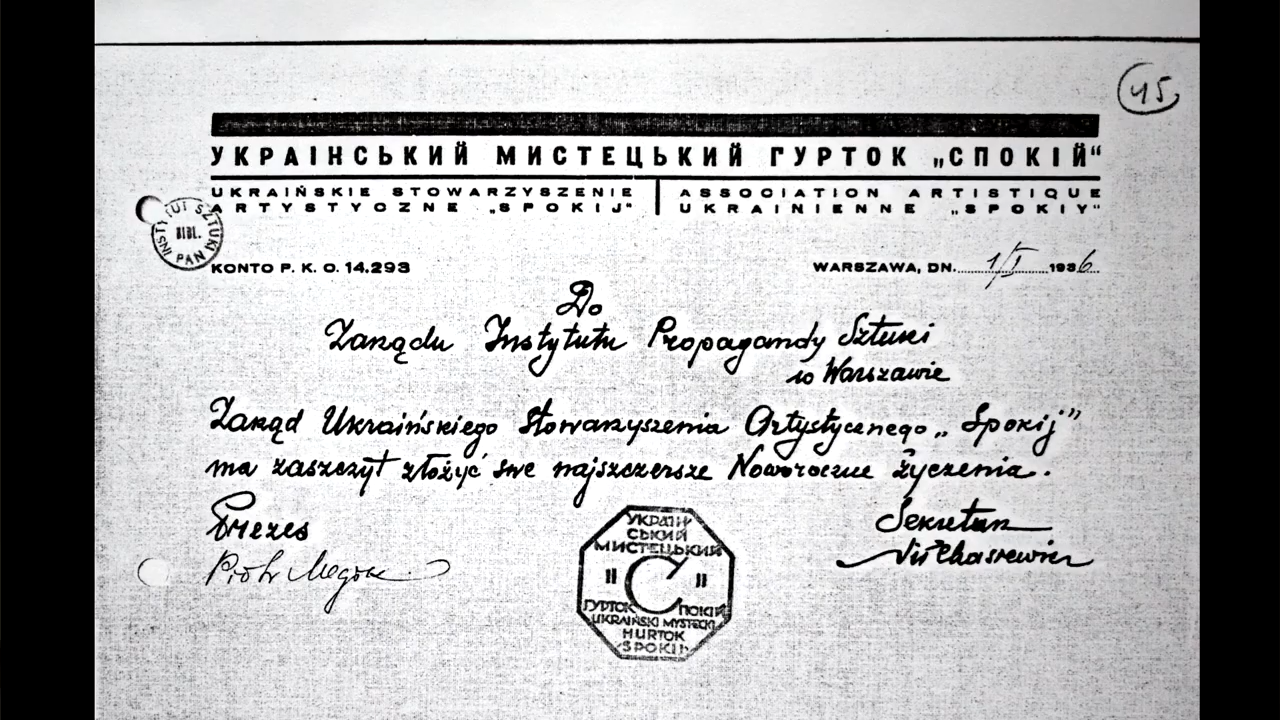 45
УКРАІНСЬКИЙ МИСТЕЦЬКИЙ ГУРТОК „СПОКІЙ“
UKRAIŃSKIE STOWARZYSZENIE
ARTYSTYCZNE „SPOKIJ“
ASSOCIATION ARTISTIQUE
UKRAINIENNE „SPOKIY“
INSTYTUT SZTUKI PAN
BIBL.
KONTO P. K. O. 14.293
WARSZAWA, DN. 1/I 1936.
Do
Zarządu Instytutu Propagandy Sztuki
w Warszawie
Zarząd Ukraińskiego Stowarzyszenia Artystycznego „Spokij”
ma zaszczyt złożyć swe najszczersze Noworoczne życzenia.
Prezes
Piotr
Sekretarz
УКРАЇН
СЬКИЙ
МИСТЕЦЬКИЙ
"С"
ГУРТОК СПОКІЙ
UKRAIŃSKI MYSTECKI
HURTOK
SPOKIJ